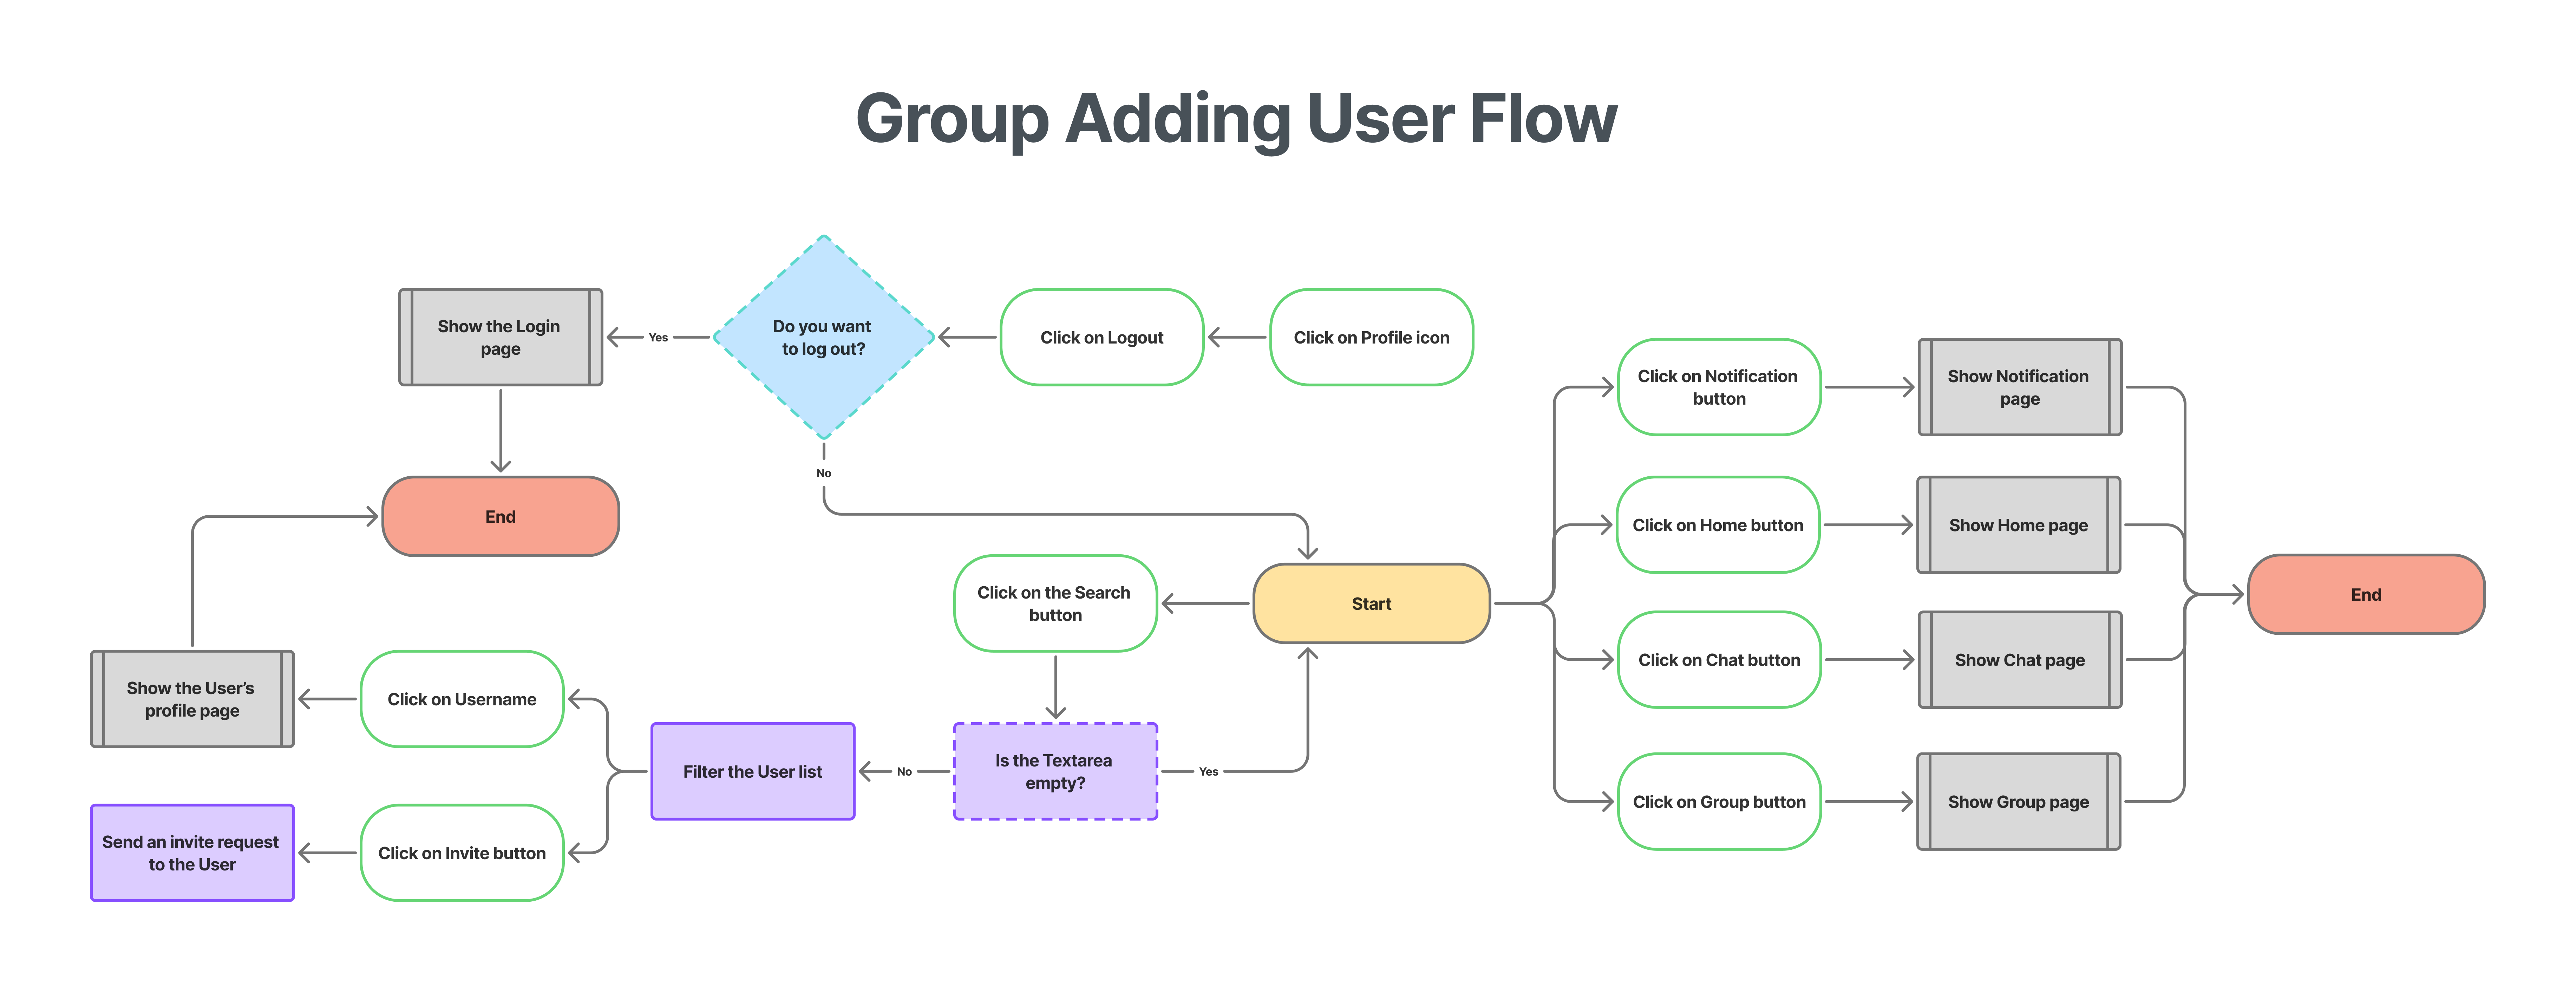 Group Adding User Flow
Show the Login
page
Yes
Do you want
to log out?
Click on Logout
Click on Profile icon
Click on Notification
button
Show Notification
page
No
End
Click on Home button
Show Home page
Click on the Search
button
Start
End
Click on Chat button
Show Chat page
Show the User’s
profile page
Click on Username
Filter the User list
No
Is the Textarea
empty?
Yes
Click on Group button
Show Group page
Send an invite request
to the User
Click on Invite button